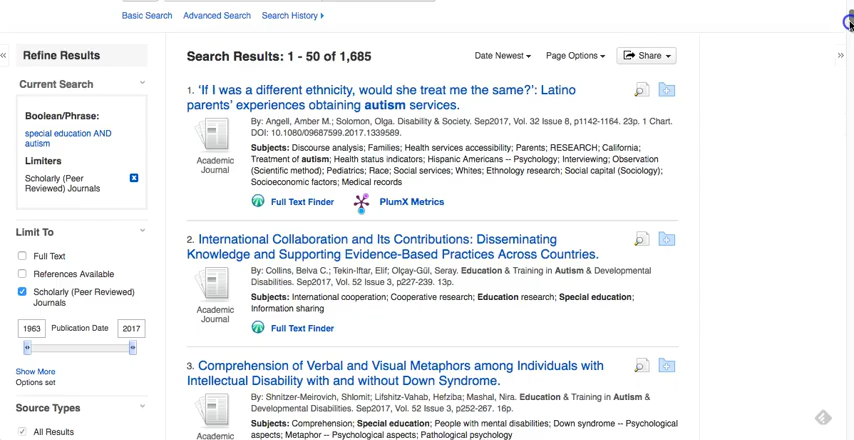 Basic Search Advanced Search Search History
Refine Results
Current Search
Boolean/Phrase:
special education AND
autism
Limiters
Scholarly (Peer
Reviewed) Journals
Limit To
Full Text
References Available
Scholarly (Peer Reviewed)
Journals
1963 Publication Date 2017
Show More
Options set
Source Types
All Results
Search Results: 1 - 50 of 1,685
Date Newest Page Options Share
1. 'If I was a different ethnicity, would she treat me the same?': Latino
parents' experiences obtaining autism services.
Academic
Journal
By: Angell, Amber M.; Solomon, Olga. Disability & Society. Sep2017, Vol. 32 Issue 8, p1142-1164. 23p. 1 Chart.
DOI: 10.1080/09687599.2017.1339589.
Subjects: Discourse analysis; Families; Health services accessibility; Parents; RESEARCH; California;
Treatment of autism; Health status indicators; Hispanic Americans -- Psychology; Interviewing; Observation
(Scientific method); Pediatrics; Race; Social services; Whites; Ethnology research; Social capital (Sociology);
Socioeconomic factors; Medical records
Full Text Finder PlumX Metrics
2. International Collaboration and Its Contributions: Disseminating
Knowledge and Supporting Evidence-Based Practices Across Countries.
Academic
Journal
By: Collins, Belva C.; Tekin-Iftar, Elif; Olçay-Gül, Seray. Education & Training in Autism & Developmental
Disabilities. Sep2017, Vol. 52 Issue 3, p227-239. 13p.
Subjects: International cooperation; Cooperative research; Education research; Special education;
Information sharing
Full Text Finder
3. Comprehension of Verbal and Visual Metaphors among Individuals with
Intellectual Disability with and without Down Syndrome.
Academic
By: Shnitzer-Meirovich, Shlomit; Lifshitz-Vahab, Hefziba; Mashal, Nira. Education & Training in Autism &
Developmental Disabilities. Sep2017, Vol. 52 Issue 3, p252-267. 16p.
Subjects: Comprehension; Special education; People with mental disabilities; Down syndrome -- Psychological
aspects; Metaphor -- Psychological aspects; Pathological psychology